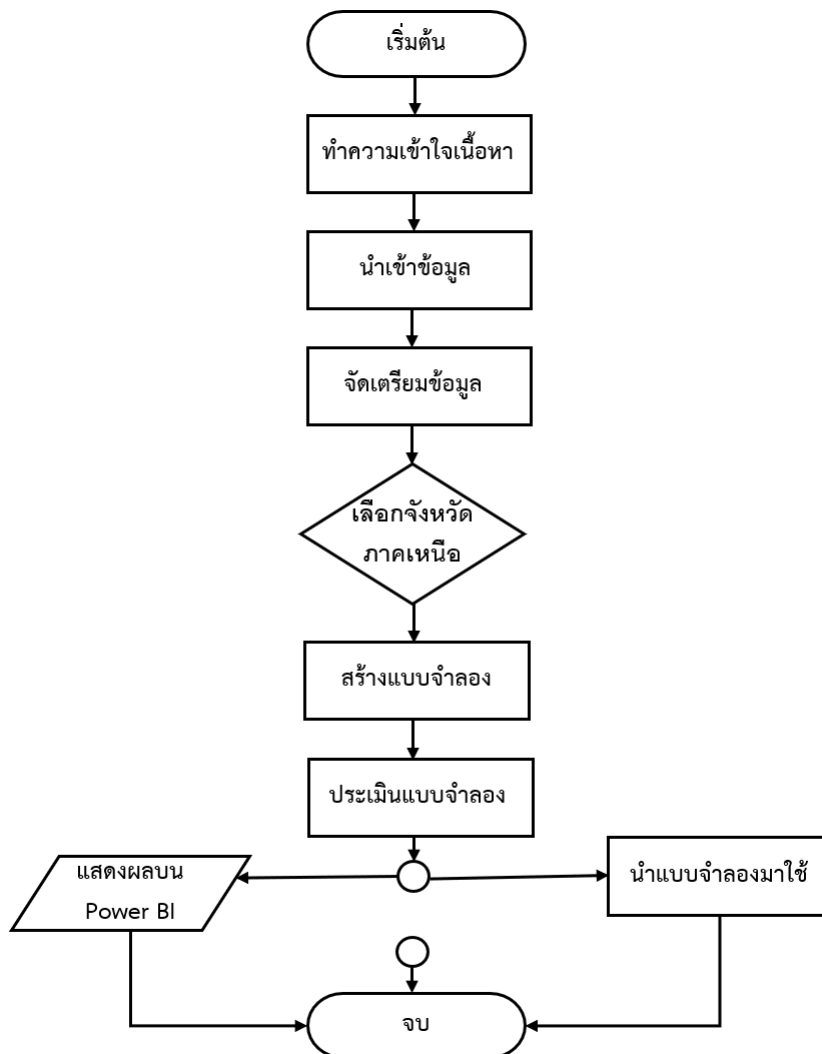 เริ่มต้น
ทำความเข้าใจเนื้อหา
นำเข้าข้อมูล
จัดเตรียมข้อมูล
เลือกจังหวัด
ภาคเหนือ
สร้างแบบจำลอง
ประเมินแบบจำลอง
แสดงผลบน
Power BI
นำแบบจำลองมาใช้
จบ